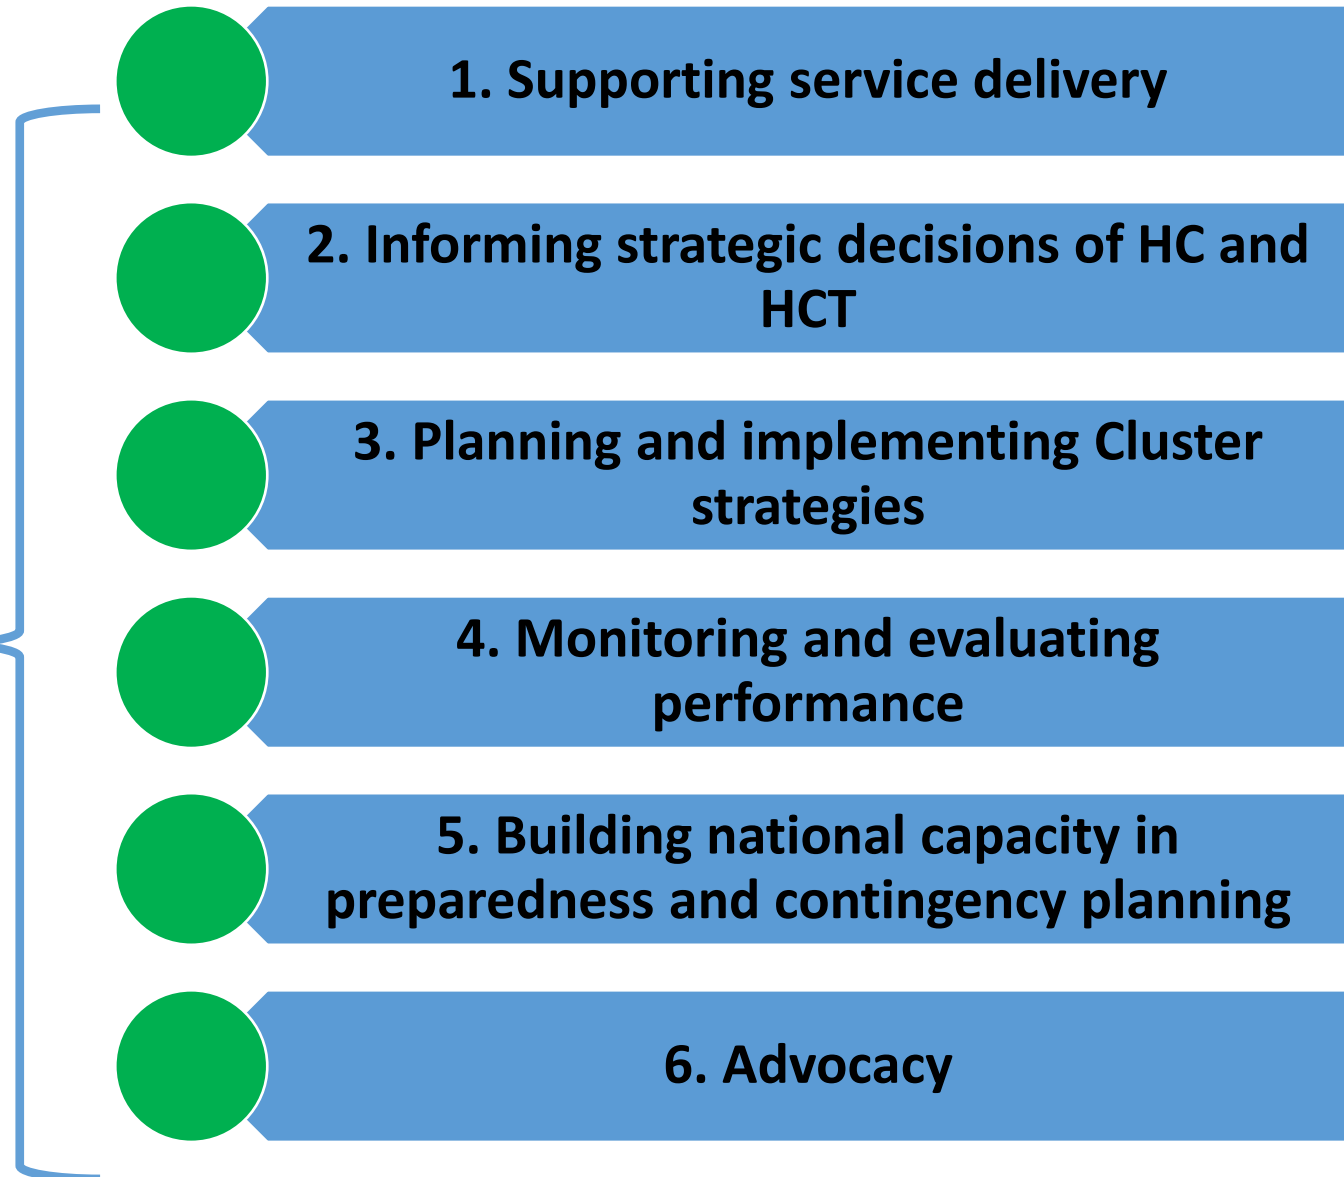 1. Supporting service delivery
2. Informing strategic decisions of HC and
HCT
3. Planning and implementing Cluster
strategies
4. Monitoring and evaluating
performance
5. Building national capacity in
preparedness and contingency planning
6. Advocacy